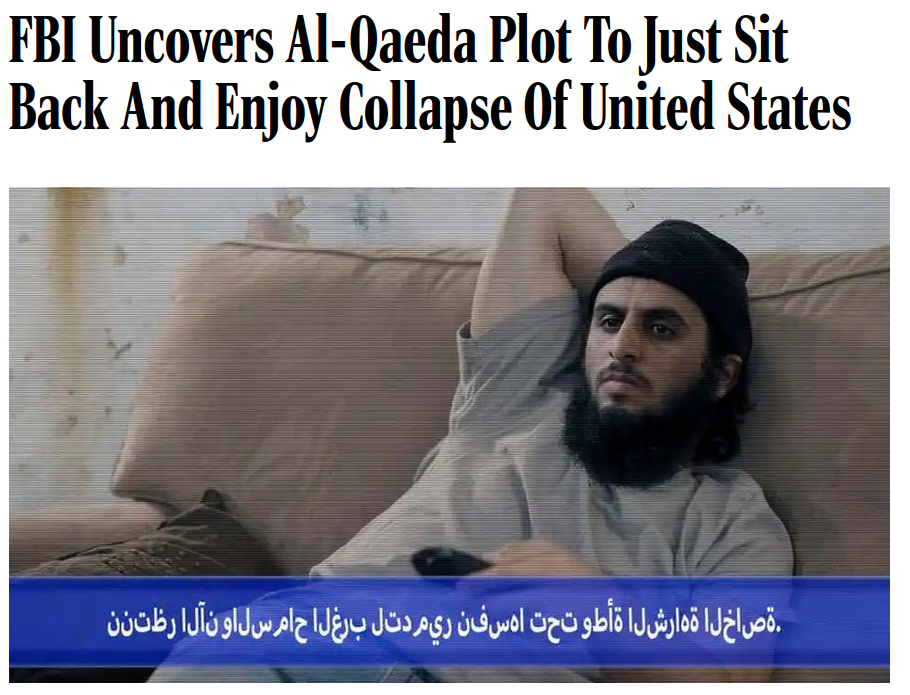 FBI Uncovers Al-Qaeda Plot To Just Sit
Back And Enjoy Collapse Of United States
ننتظر الآن والسماح الغرب لتدمير نفسها تحت وطأة الشراهة الخاصة.